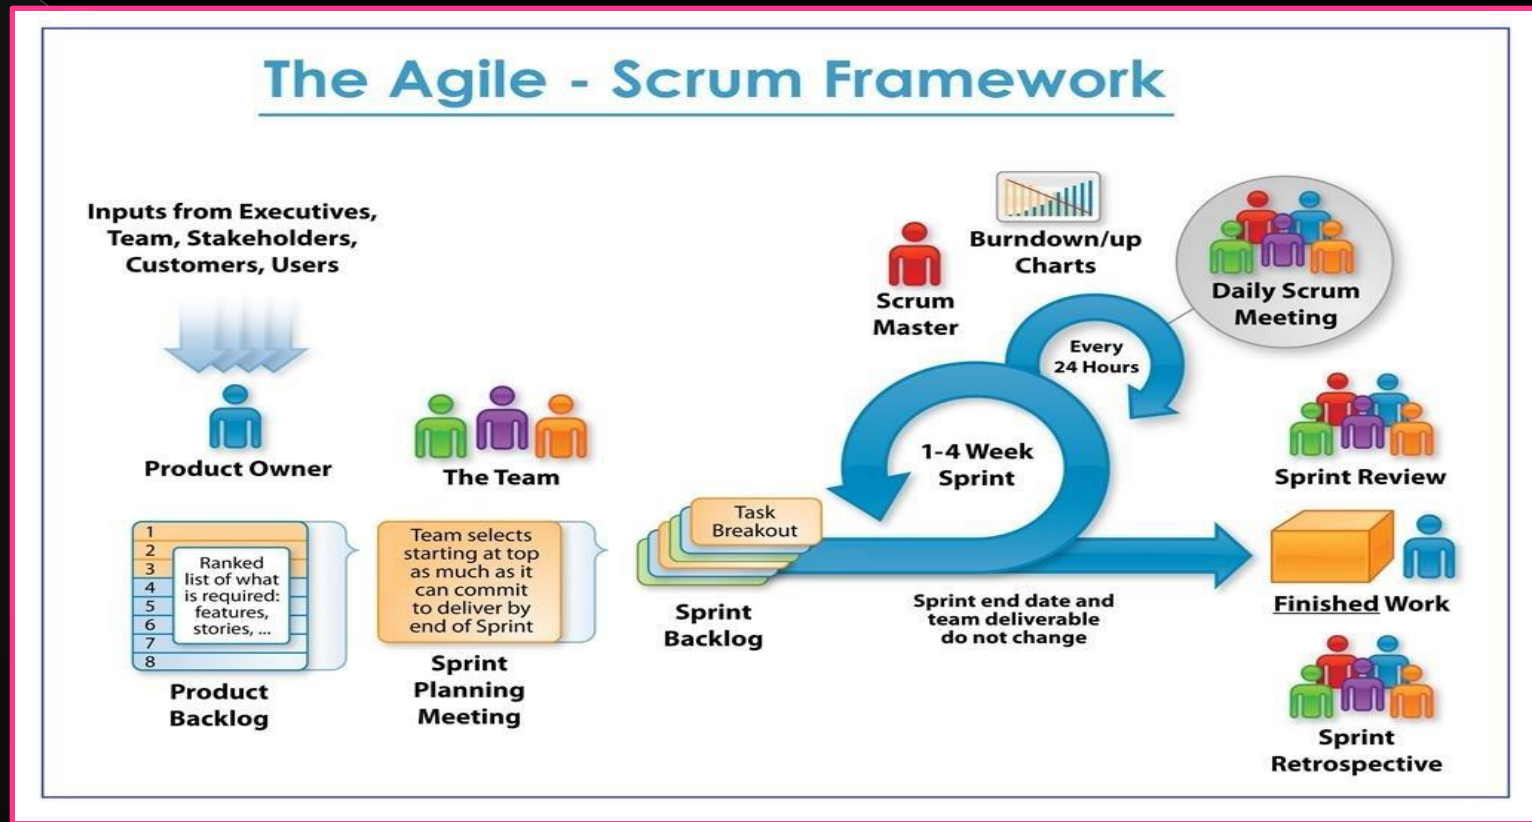 The Agile - Scrum Framework
Inputs from Executives,
Team, Stakeholders,
Customers, Users
Product Owner
The Team
1
2
3
4
5
6
7
8
Ranked
list of what
is required:
features,
stories, ...
Product
Backlog
Team selects
starting at top
as much as it
can commit
to deliver by
end of Sprint
Sprint
Planning
Meeting
Task
Breakout
Sprint
Backlog
Scrum
Master
Burndown/up
Charts
Daily Scrum
Meeting
Every
24 Hours
1-4 Week
Sprint
Sprint end date and
team deliverable
do not change
Sprint Review
Finished Work
Sprint
Retrospective